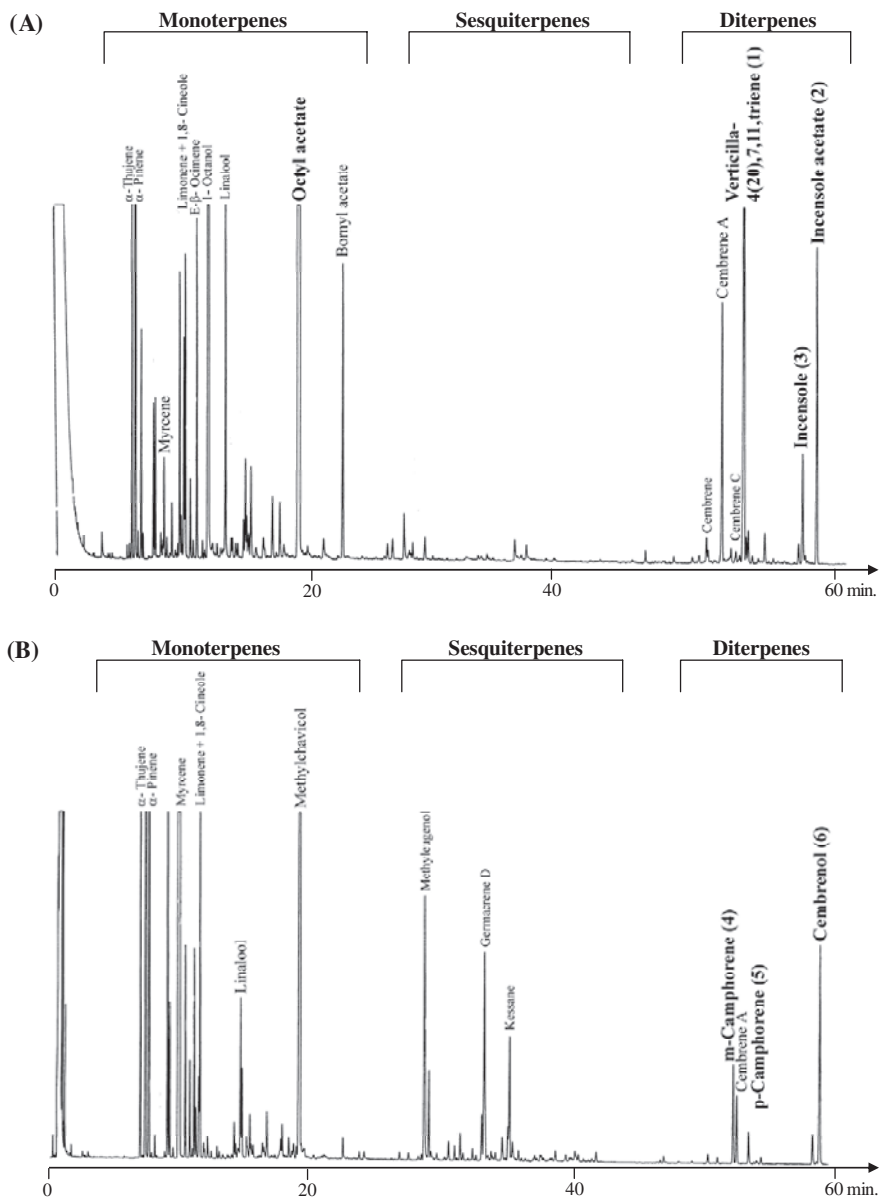 (A)
Monoterpenes
Sesquiterpenes
Diterpenes
α- Thujene
α- Pinene
Myrcene
Limonene + 1,8- Cineole
E-β- Ocimene
1- Octanol
Linalool
Octyl acetate
Bornyl acetate
Cembrene
Cembrene A
Cembrene C
Verticilla-
4(20),7,11,triene (1)
Incensole (3)
Incensole acetate (2)
0
20
40
60 min.
(B)
Monoterpenes
Sesquiterpenes
Diterpenes
α- Thujene
α- Pinene
Myrcene
Limonene + 1,8- Cineole
Linalool
Methylchavicol
Methyleugenol
Germacrene D
Kessane
m-Camphorene (4)
Cembrene A
p-Camphorene (5)
Cembrenol (6)
0
20
40
60 min.